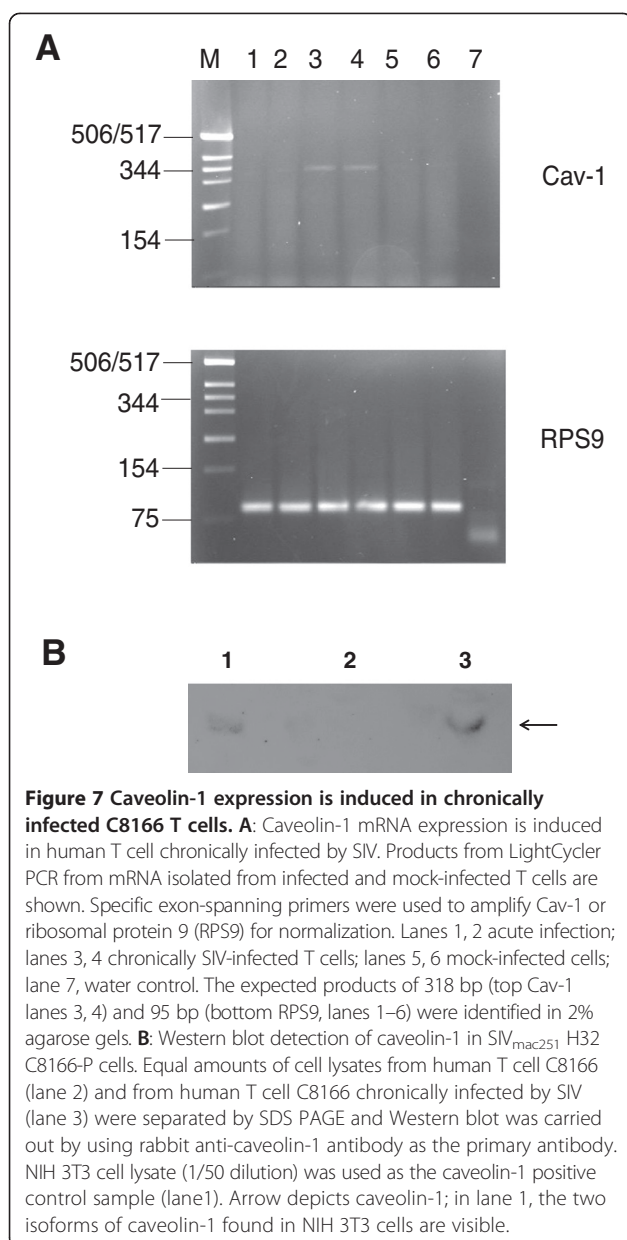 A
M 1 2 3 4 5 6 7
506/517
344
154
Cav-1
506/517
344
154
75
RPS9
B
1 2 3
Figure 7 Caveolin-1 expression is induced in chronically
infected C8166 T cells. A: Caveolin-1 mRNA expression is induced
in human T cell chronically infected by SIV. Products from LightCycler
PCR from mRNA isolated from infected and mock-infected T cells are
shown. Specific exon-spanning primers were used to amplify Cav-1 or
ribosomal protein 9 (RPS9) for normalization. Lanes 1, 2 acute infection;
lanes 3, 4 chronically SIV-infected T cells; lanes 5, 6 mock-infected cells;
lane 7, water control. The expected products of 318 bp (top Cav-1
lanes 3, 4) and 95 bp (bottom RPS9, lanes 1–6) were identified in 2%
agarose gels. B: Western blot detection of caveolin-1 in SIVmac251 H32
C8166-P cells. Equal amounts of cell lysates from human T cell C8166
(lane 2) and from human T cell C8166 chronically infected by SIV
(lane 3) were separated by SDS PAGE and Western blot was carried
out by using rabbit anti-caveolin-1 antibody as the primary antibody.
NIH 3T3 cell lysate (1/50 dilution) was used as the caveolin-1 positive
control sample (lane1). Arrow depicts caveolin-1; in lane 1, the two
isoforms of caveolin-1 found in NIH 3T3 cells are visible.